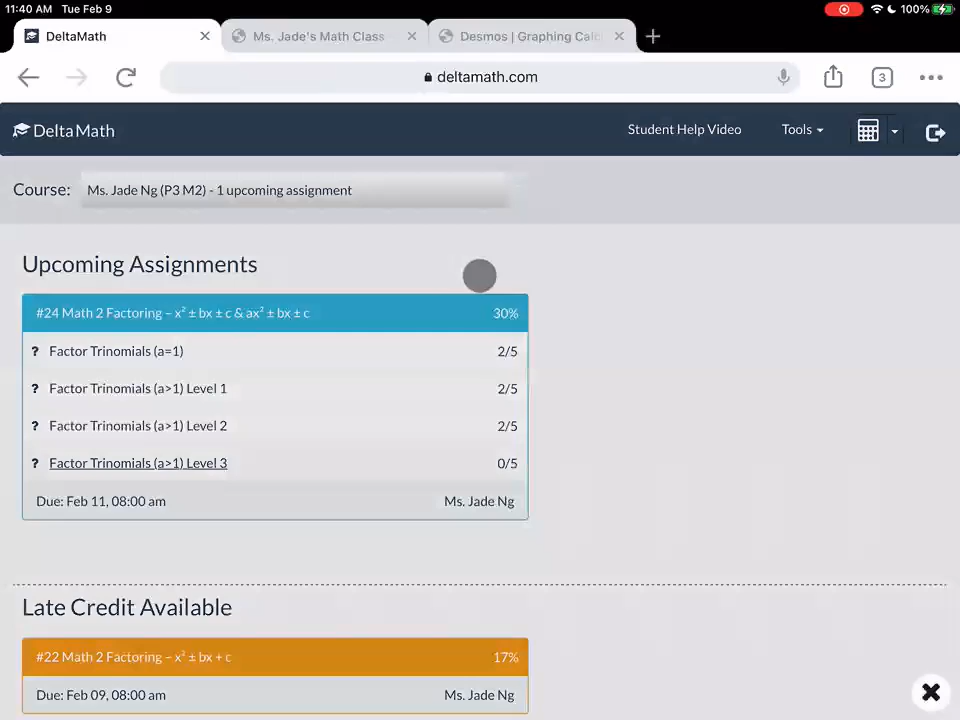 11:40 AM Tue Feb 9 100%
DeltaMath Ms. Jade's Math Class Desmos | Graphing Calc
deltamath.com 3
DeltaMath Student Help Video Tools
Course: Ms. Jade Ng (P3 M2) - 1 upcoming assignment
Upcoming Assignments
#24 Math 2 Factoring – x² ± bx ± c & ax² ± bx ± c 30%
? Factor Trinomials (a=1) 2/5
? Factor Trinomials (a>1) Level 1 2/5
? Factor Trinomials (a>1) Level 2 2/5
? Factor Trinomials (a>1) Level 3 0/5
Due: Feb 11, 08:00 am Ms. Jade Ng
Late Credit Available
#22 Math 2 Factoring – x² ± bx + c 17%
Due: Feb 09, 08:00 am Ms. Jade Ng